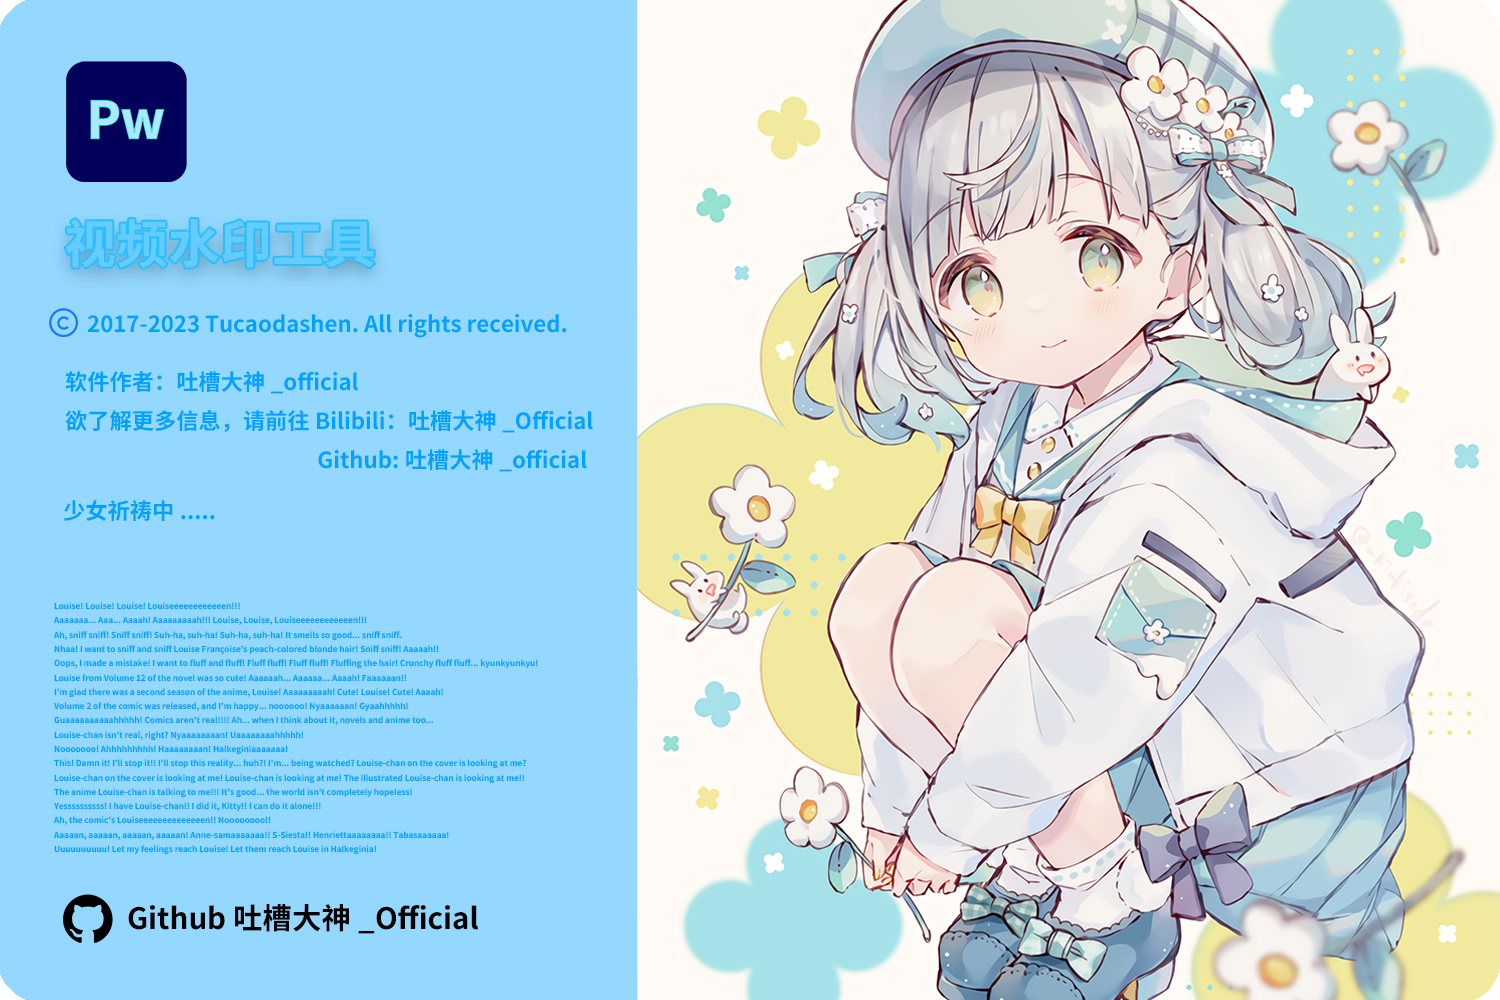 Pw
视频水印工具
© 2017-2023 Tucaodashen. All rights received.
软件作者：吐槽大神 _official
欲了解更多信息，请前往 Bilibili：吐槽大神 _Official
Github: 吐槽大神 _official
少女祈祷中 .....
Louise! Louise! Louise! Louiseeeeeeeeeeeen!!!
Aaaaaaa... Aaa... Aaaah! Aaaaaaaaah!!! Louise, Louise, Louiseeeeeeeeeeeen!!!
Ah, sniff sniff! Sniff sniff! Suh-ha, suh-ha! Suh-ha, suh-ha! It smells so good... sniff sniff.
Nhaa! I want to sniff and sniff Louise Françoise's peach-colored blonde hair! Sniff sniff! Aaaaah!!
Oops, I made a mistake! I want to fluff and fluff! Fluff fluff! Fluff fluff! Fluffing the hair! Crunchy fluff fluff... kyunkyunkyu!
Louise from Volume 12 of the novel was so cute! Aaaaaah... Aaaaaa... Aaaah! Faaaaaan!!
I'm glad there was a second season of the anime, Louise! Aaaaaaaaah! Cute! Louise! Cute! Aaaah!
Volume 2 of the comic was released, and I'm happy... noooooo! Nyaaaaaan! Gyaahhhhh!
Guaaaaaaaaaahhhhh! Comics aren't real!!!! Ah... when I think about it, novels and anime too...
Louise-chan isn't real, right? Nyaaaaaaaan! Uaaaaaaaahhhhh!
Nooooooo! Ahhhhhhhhhh! Haaaaaaaan! Halkeginiaaaaaaa!
This! Damn it! I'll stop it!! I'll stop this reality... huh?! I'm... being watched? Louise-chan on the cover is looking at me?
Louise-chan on the cover is looking at me! Louise-chan is looking at me! The illustrated Louise-chan is looking at me!!
The anime Louise-chan is talking to me!!! It's good... the world isn't completely hopeless!
Yessssssssss! I have Louise-chan!! I did it, Kitty!! I can do it alone!!!
Ah, the comic's Louiseeeeeeeeeeeeen!! Noooooooo!!
Aaaaan, aaaaan, aaaaan, aaaaan! Anne-samaaaaaaa!! S-Siesta!! Henriettaaaaaaaa!! Tabasaaaaaa!
Uuuuuuuuuu! Let my feelings reach Louise! Let them reach Louise in Halkeginia!
Github 吐槽大神 _Official